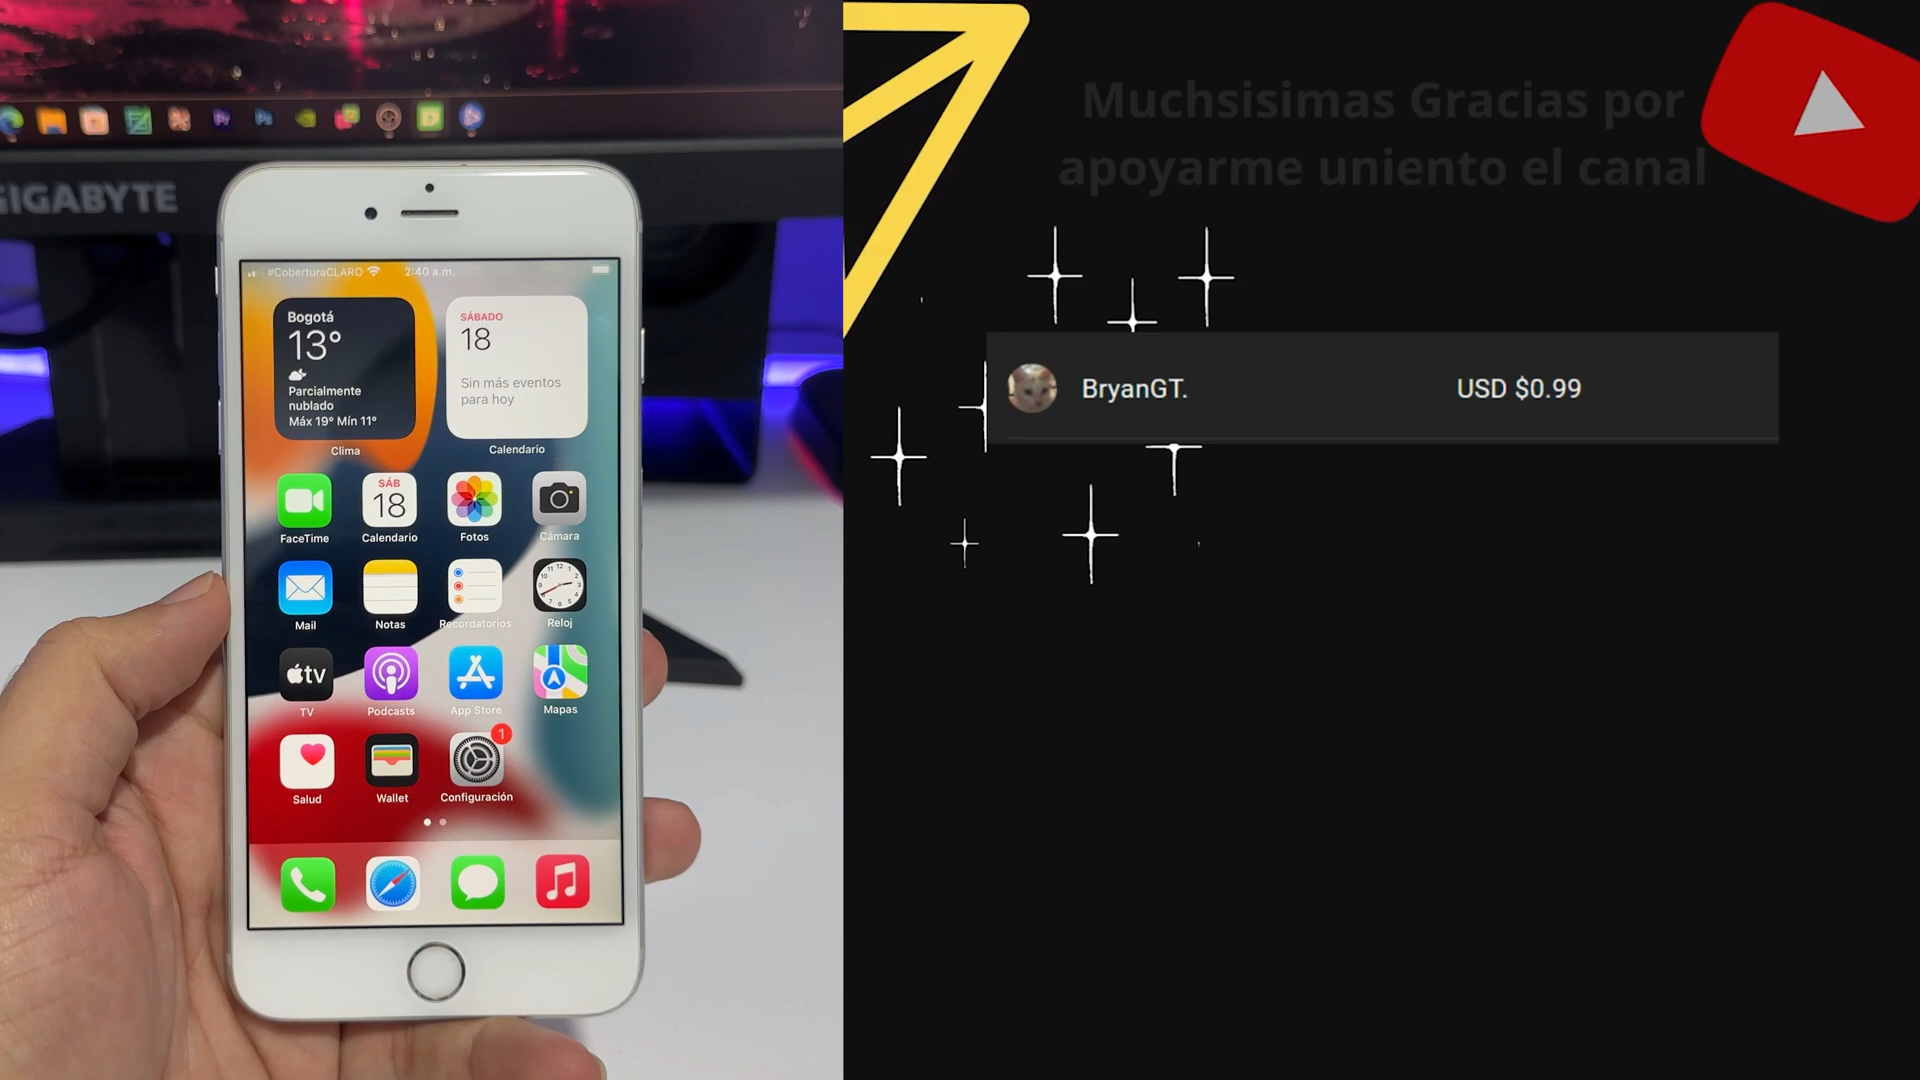 GIGABYTE
#CoberturaCLARO
2:40 a.m.
Bogotá
13°
Parcialmente
nublado
Máx 19° Mín 11°
Clima
SÁBADO
18
Sin más eventos
para hoy
Calendario
FaceTime
SÁB
18
Calendario
Fotos
Cámara
Mail
Notas
Recordatorios
Reloj
tv
TV
Podcasts
App Store
Mapas
Salud
Wallet
1
Configuración
Muchsisimas Gracias por
apoyarme uniento el canal
BryanGT.
USD $0.99